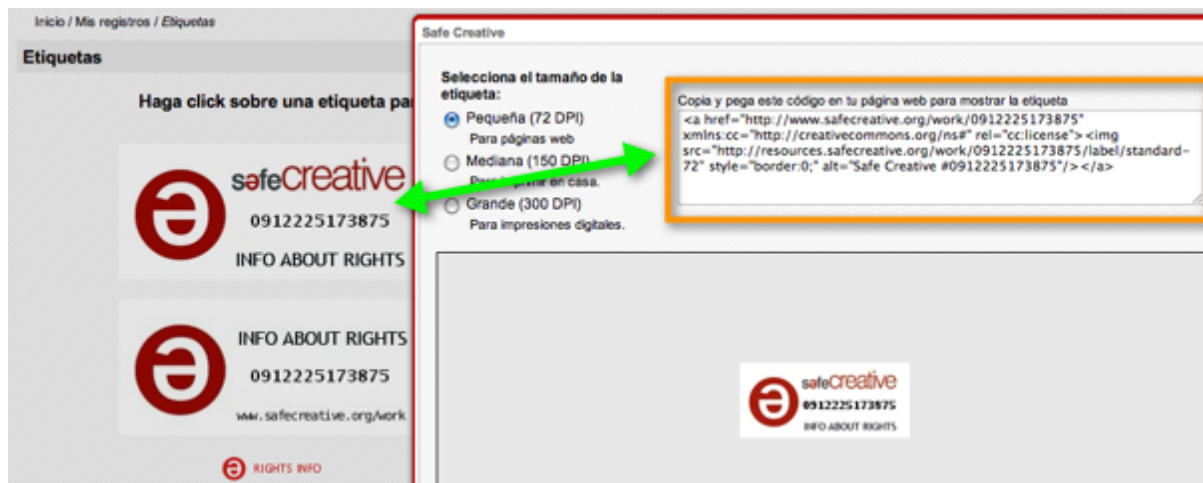 Inicio / Mis registros / Etiquetas
Etiquetas
Haga click sobre una etiqueta pa
safecreative
0912225173875
INFO ABOUT RIGHTS
INFO ABOUT RIGHTS
0912225173875
www.safecreative.org/work
RIGHTS INFO
Safe Creative
Selecciona el tamaño de la
etiqueta:
Pequeña (72 DPI)
Para páginas web
Mediana (150 DPI)
Para imprimir en casa.
Grande (300 DPI)
Para impresiones digitales.
Copia y pega este código en tu página web para mostrar la etiqueta
<a href="http://www.safecreative.org/work/0912225173875"
xmlns:cc="http://creativecommons.org/ns#" rel="cc:license"><img
src="http://resources.safecreative.org/work/0912225173875/label/standard-
72" style="border:0;" alt="Safe Creative #0912225173875"/></a>
safecreative
0912225173875
INFO ABOUT RIGHTS